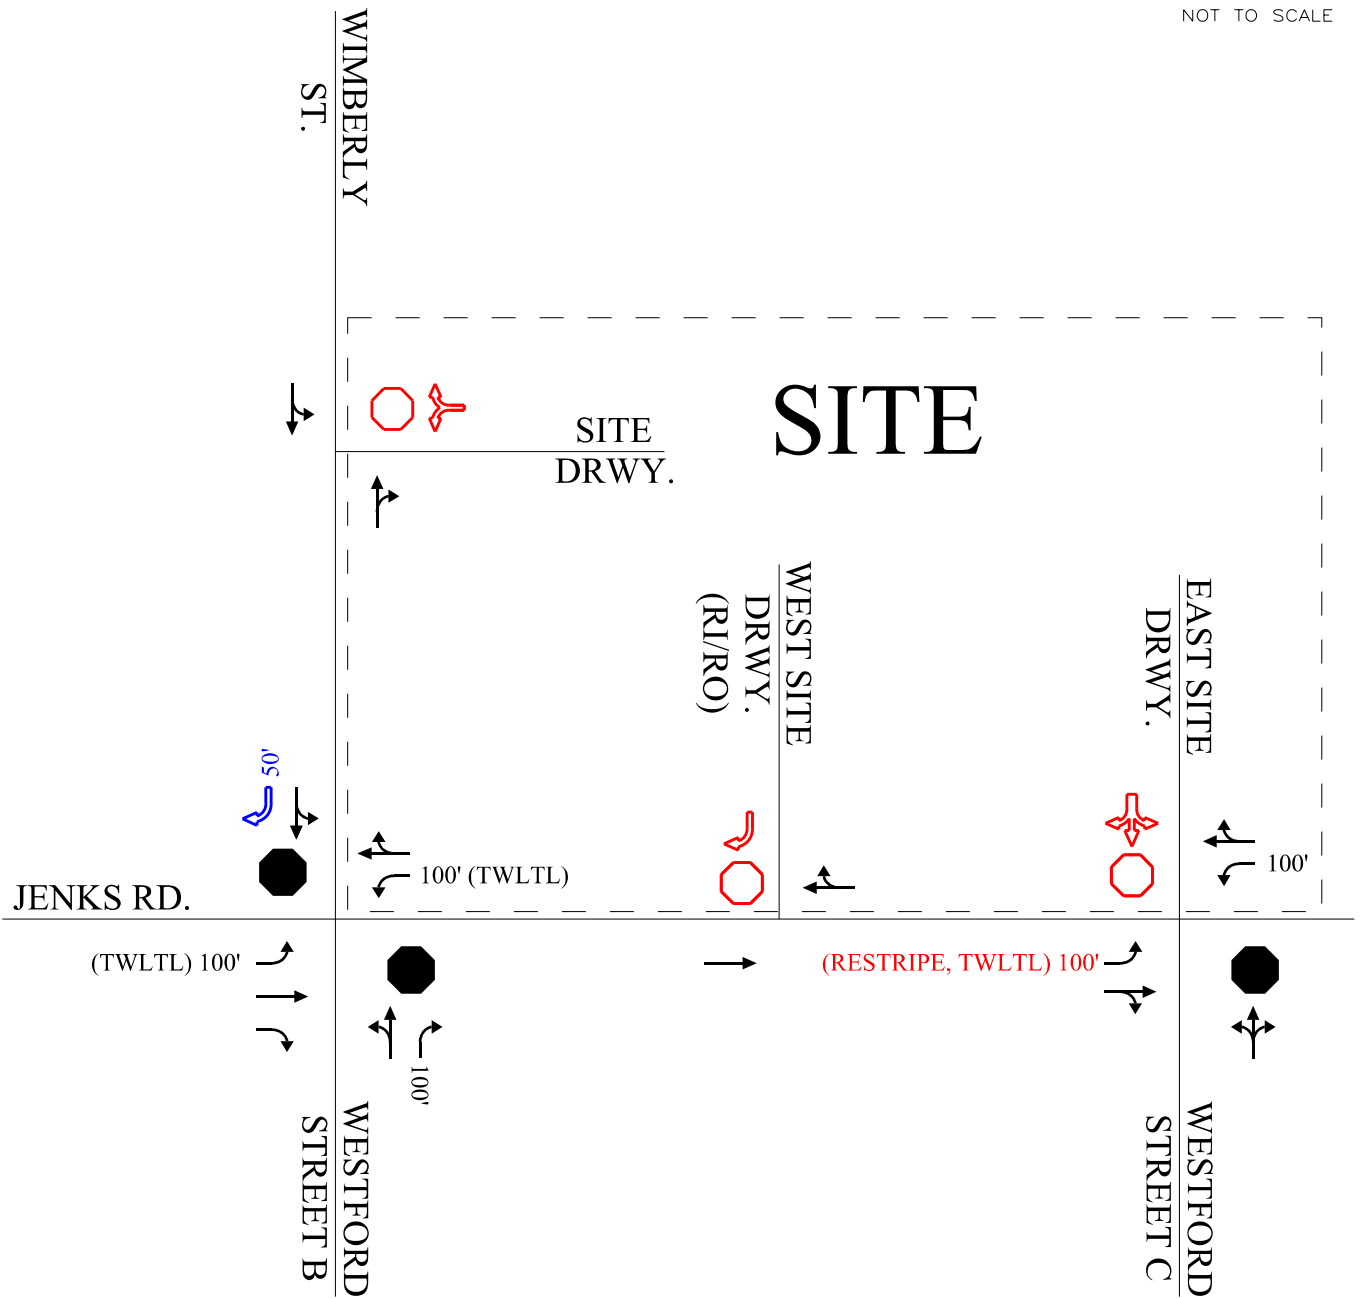 NOT TO SCALE
WIMBERLY
ST.
SITE
SITE
DRWY.
WEST SITE
DRWY.
(RI/RO)
EAST SITE
DRWY.
50'
100' (TWLTL)
100'
JENKS RD.
(TWLTL) 100'
(RESTRIPE, TWLTL) 100'
100'
WESTFORD
STREET B
WESTFORD
STREET C